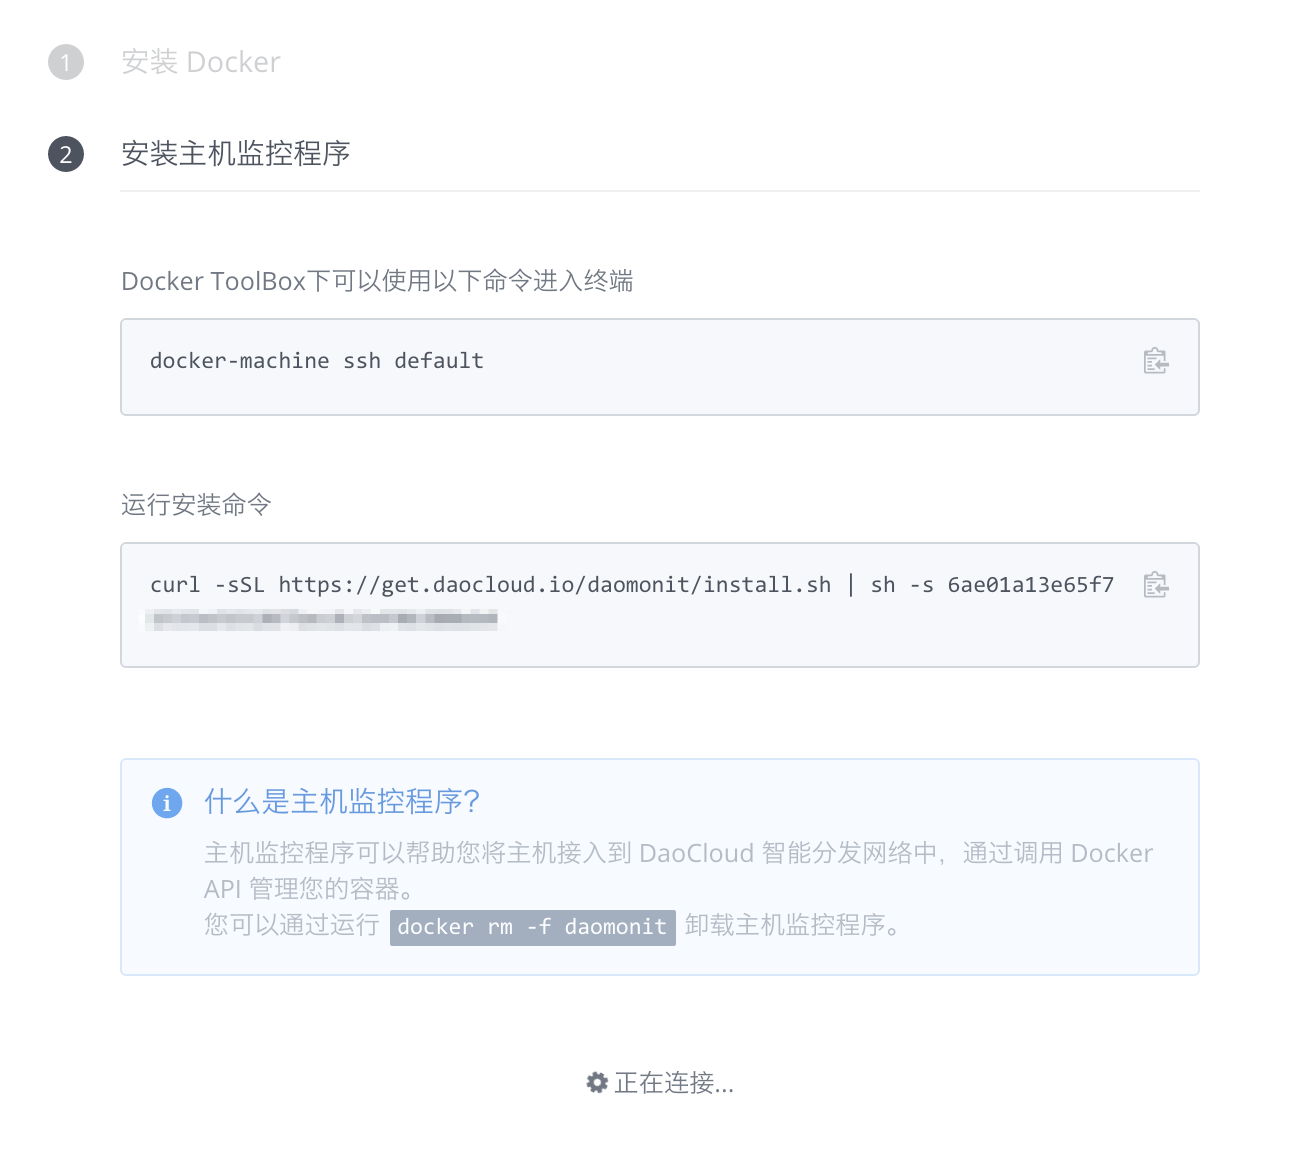 1 安装 Docker
2 安装主机监控程序
Docker ToolBox下可以使用以下命令进入终端
docker-machine ssh default
运行安装命令
curl -sSL https://get.daocloud.io/daomonit/install.sh | sh -s 6ae01a13e65f7
什么是主机监控程序?
主机监控程序可以帮助您将主机接入到 DaoCloud 智能分发网络中，通过调用 Docker
API 管理您的容器。
您可以通过运行 docker rm -f daomonit 卸载主机监控程序。
正在连接...